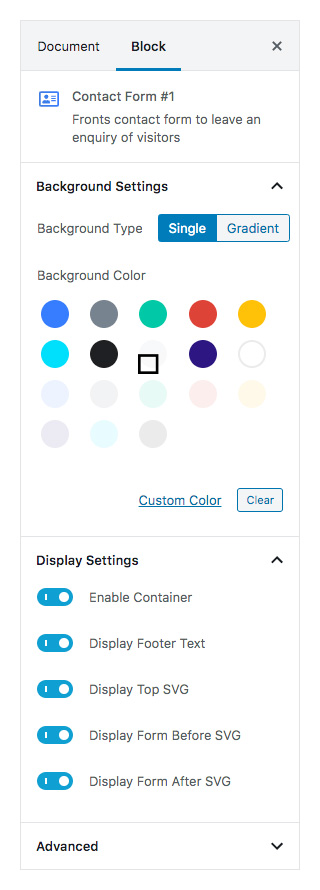 Document Block
Contact Form #1
Fronts contact form to leave an
enquiry of visitors
Background Settings
Background Type Single Gradient
Background Color
Custom Color Clear
Display Settings
Enable Container
Display Footer Text
Display Top SVG
Display Form Before SVG
Display Form After SVG
Advanced